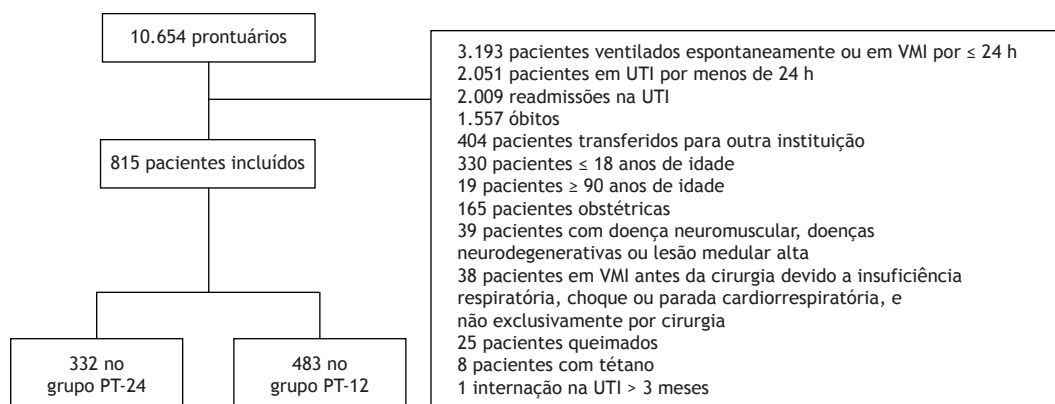 10.654 prontuários
3.193 pacientes ventilados espontaneamente ou em VMI por ≤ 24 h
2.051 pacientes em UTI por menos de 24 h
2.009 readmissões na UTI
1.557 óbitos
404 pacientes transferidos para outra instituição
330 pacientes ≤ 18 anos de idade
19 pacientes ≥ 90 anos de idade
165 pacientes obstétricas
39 pacientes com doença neuromuscular, doenças
neurodegenerativas ou lesão medular alta
38 pacientes em VMI antes da cirurgia devido a insuficiência
respiratória, choque ou parada cardiorrespiratória, e
não exclusivamente por cirurgia
25 pacientes queimados
8 pacientes com tétano
1 internação na UTI > 3 meses
815 pacientes incluídos
332 no
grupo PT-24
483 no
grupo PT-12